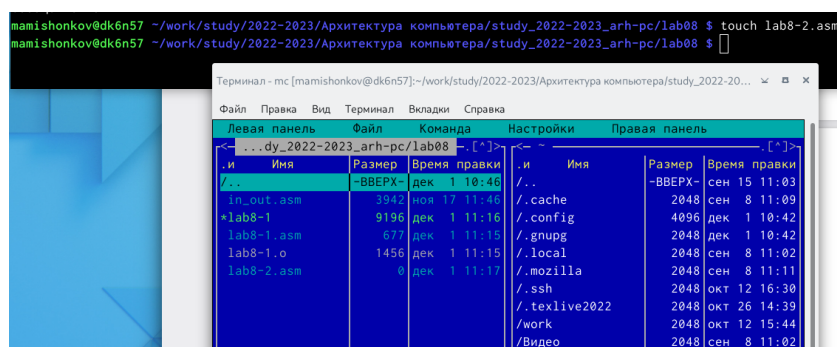 mamishonkov@dk6n57 ~/work/study/2022-2023/Архитектура компьютера/study_2022-2023_arh-pc/lab08 $ touch lab8-2.asm
mamishonkov@dk6n57 ~/work/study/2022-2023/Архитектура компьютера/study_2022-2023_arh-pc/lab08 $
Терминал - mc [mamishonkov@dk6n57]:~/work/study/2022-2023/Архитектура компьютера/study_2022-20...
Файл Правка Вид Терминал Вкладки Справка
Левая панель Файл Команда Настройки Правая панель
<- ...dy_2022-2023_arh-pc/lab08 -.[^]> <- ~ .[^]>
.и Имя Размер Время правки .и Имя Размер Время правки
/.. -ВВЕРХ- дек 1 10:46 /.. -ВВЕРХ- сен 15 11:03
in_out.asm 3942 ноя 17 11:46 /.cache 2048 сен 8 11:09
*lab8-1 9196 дек 1 11:16 /.config 4096 дек 1 10:42
lab8-1.asm 677 дек 1 11:15 /.gnupg 2048 дек 1 10:42
lab8-1.o 1456 дек 1 11:15 /.local 2048 сен 8 11:02
lab8-2.asm 0 дек 1 11:17 /.mozilla 2048 сен 8 11:11
/.ssh 2048 окт 12 16:30
/.texlive2022 2048 окт 26 14:39
/work 2048 окт 12 15:44
/Видео 2048 сен 8 11:02